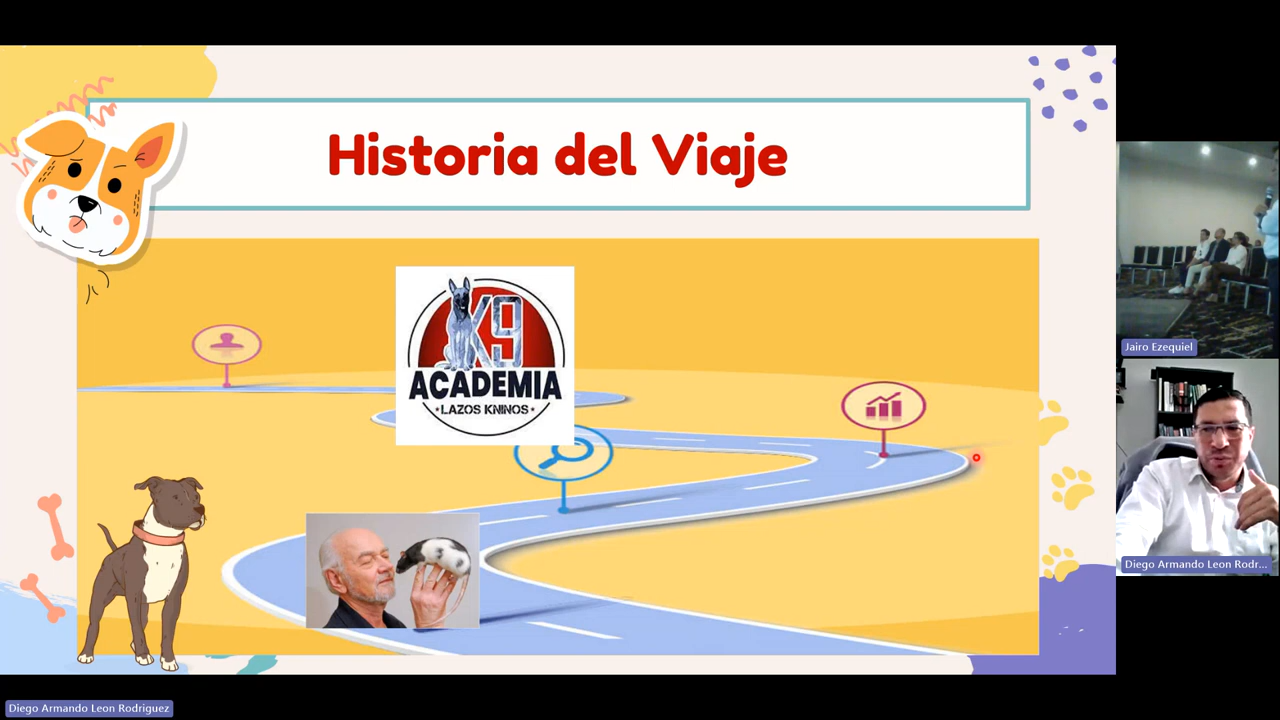 Historia del Viaje
K9
ACADEMIA
LAZOS KNINOS
Jairo Ezequiel
Diego Armando Leon Rodr...
Diego Armando Leon Rodriguez